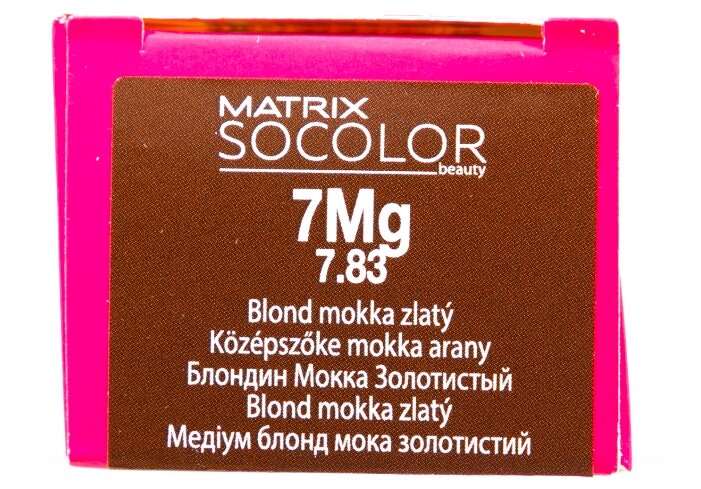 MATRIX
SOCOLOR
beauty
7Mg
7.83
Blond mokka zlatý
Középszőke mokka arany
Блондин Мокка Золотистый
Blond mokka zlatý
Медіум блонд мока золотистий